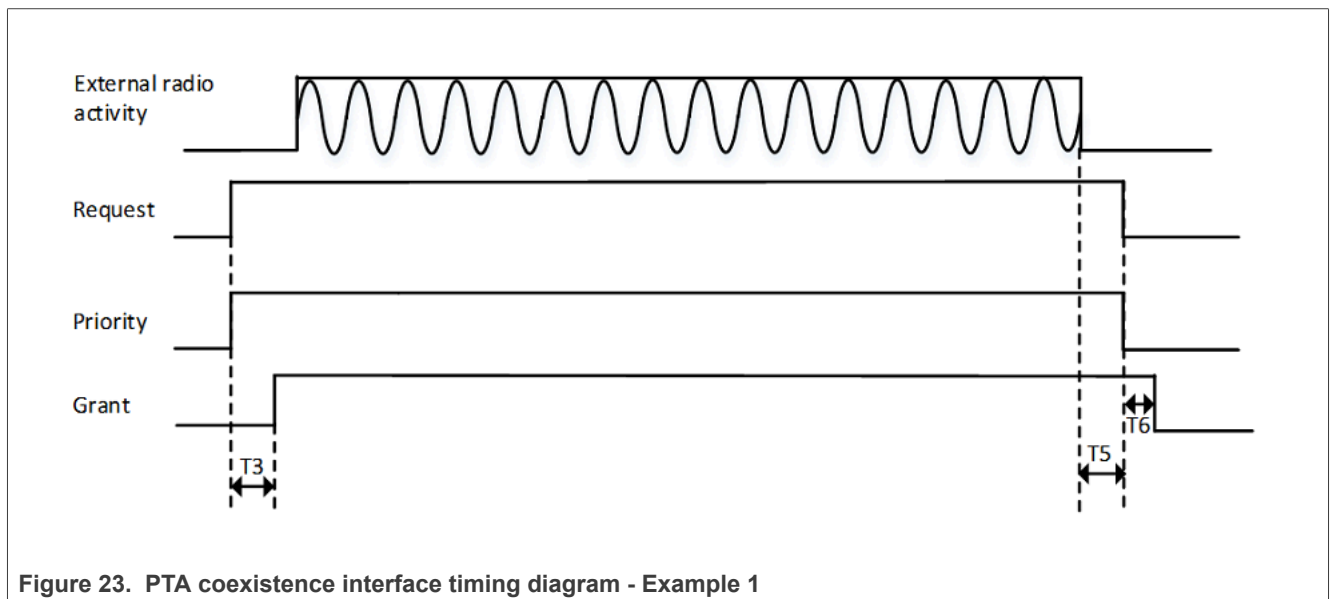 External radio
activity
Request
Priority
Grant
T3
T5
T6
Figure 23. PTA coexistence interface timing diagram - Example 1